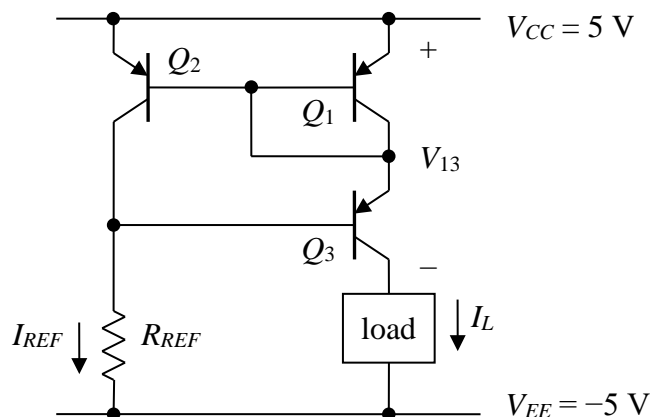 V_CC = 5 V
Q_2
+
Q_1
V_13
Q_3
−
I_REF
R_REF
load
I_L
V_EE = −5 V